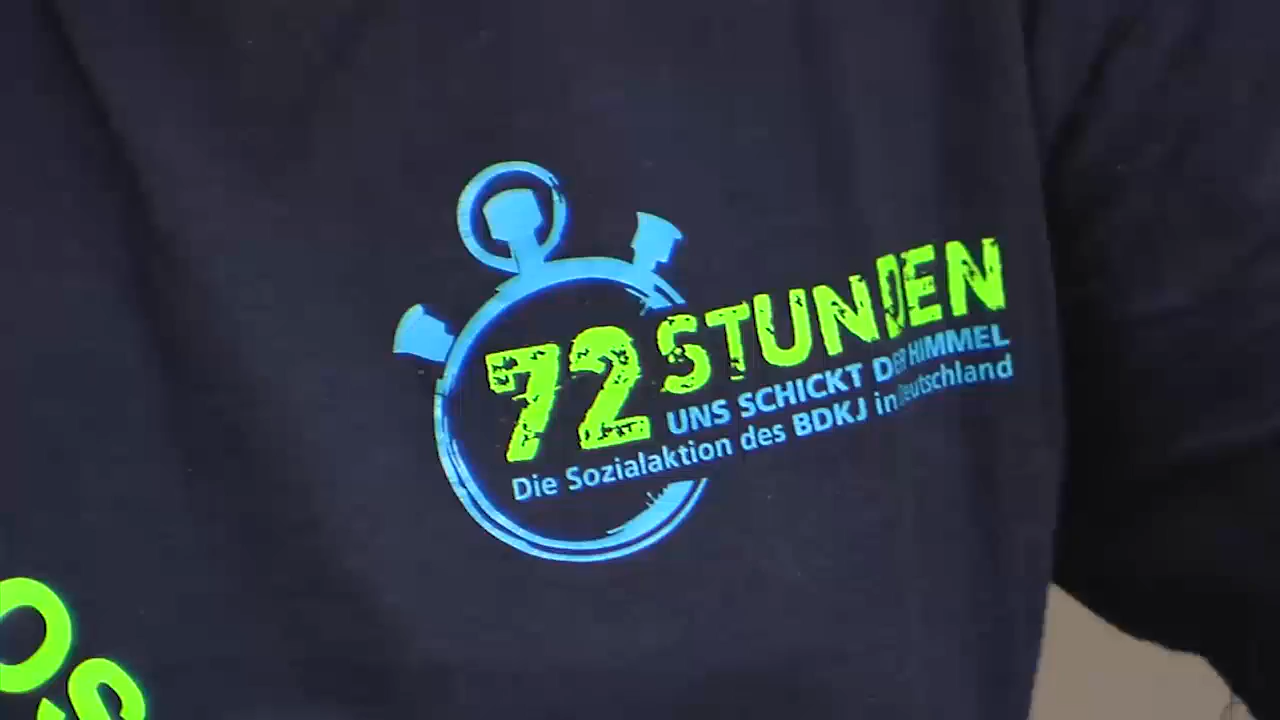 72 STUNDEN
UNS SCHICKT DER HIMMEL
Die Sozialaktion des BDKJ in Deutschland